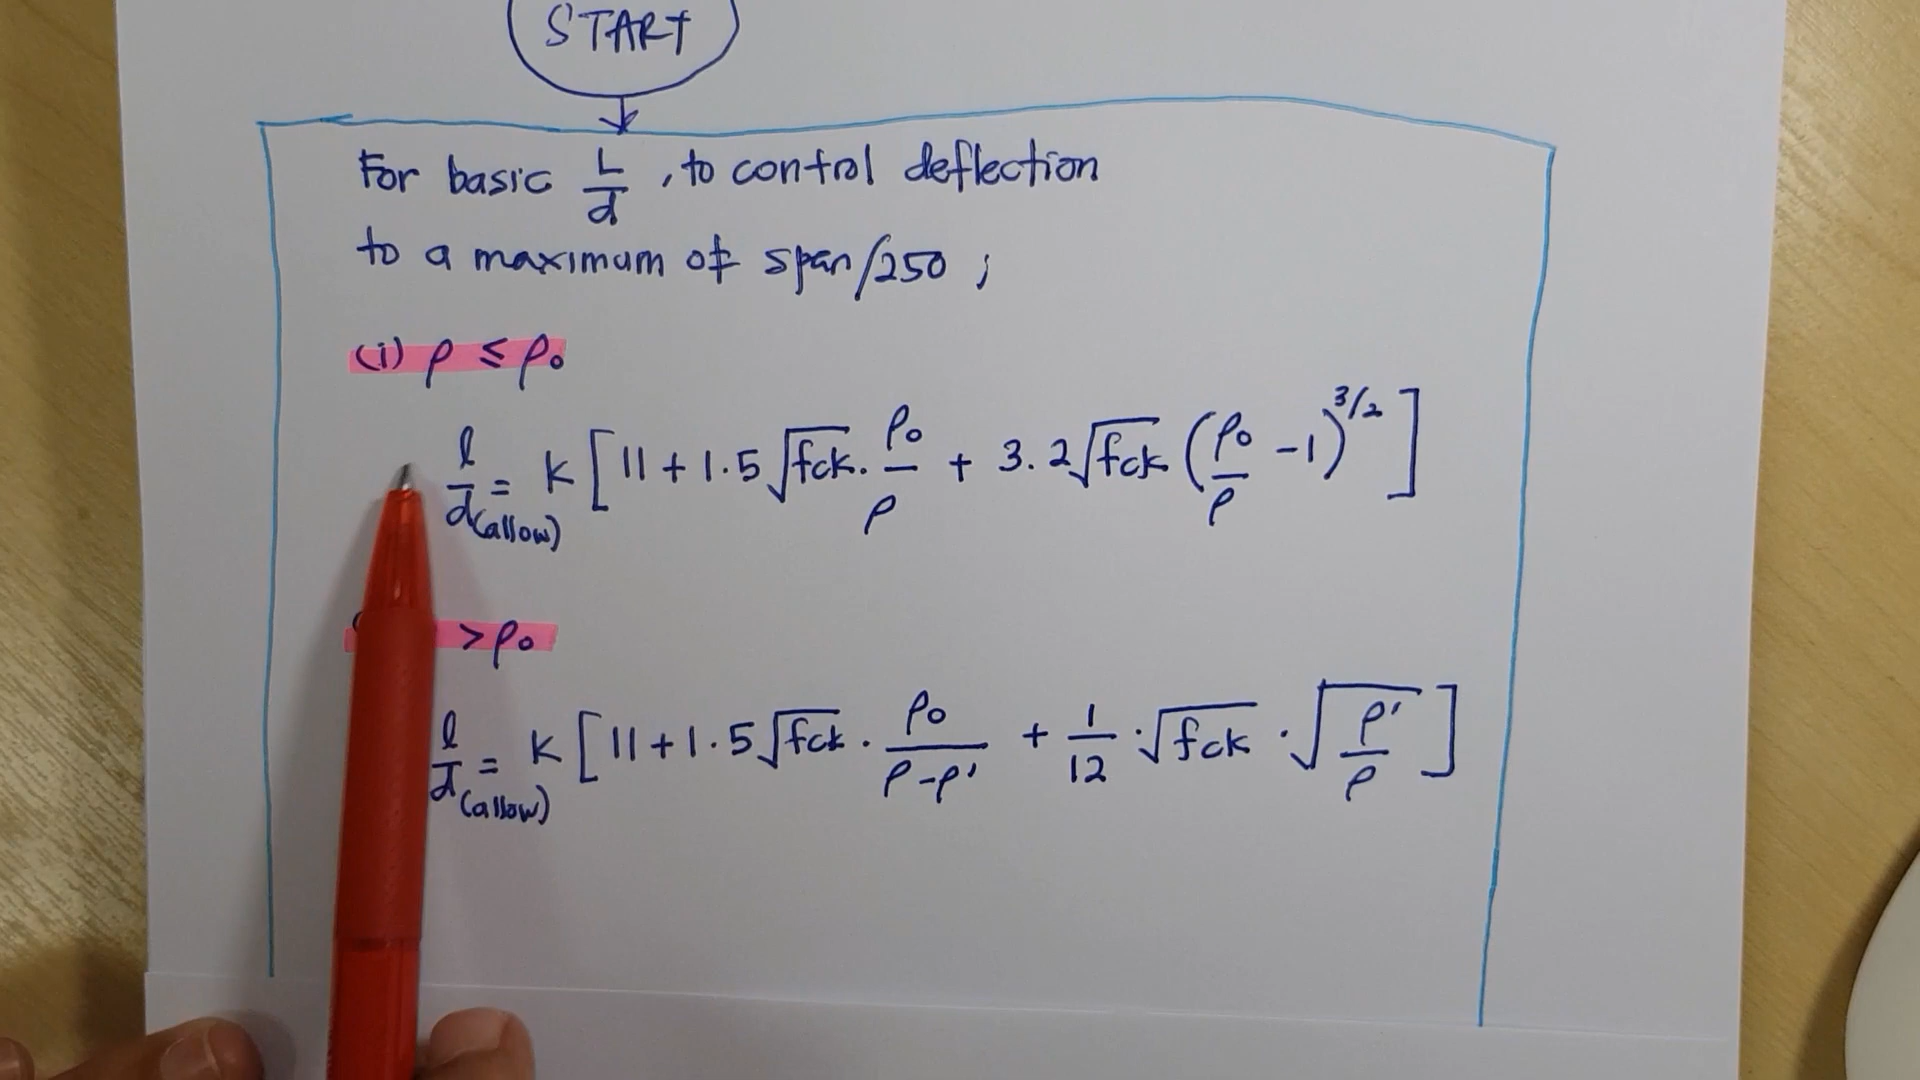 START
For basic L/d, to control deflection
to a maximum of span/250 ;
(i) ρ ≤ ρ₀
l/d (allow) = K [ 11 + 1.5 √fck · ρ₀/ρ + 3.2 √fck (ρ₀/ρ - 1)^3/2 ]
> ρ₀
l/d (allow) = K [ 11 + 1.5 √fck · ρ₀/(ρ-ρ') + 1/12 · √fck · √(ρ'/ρ) ]